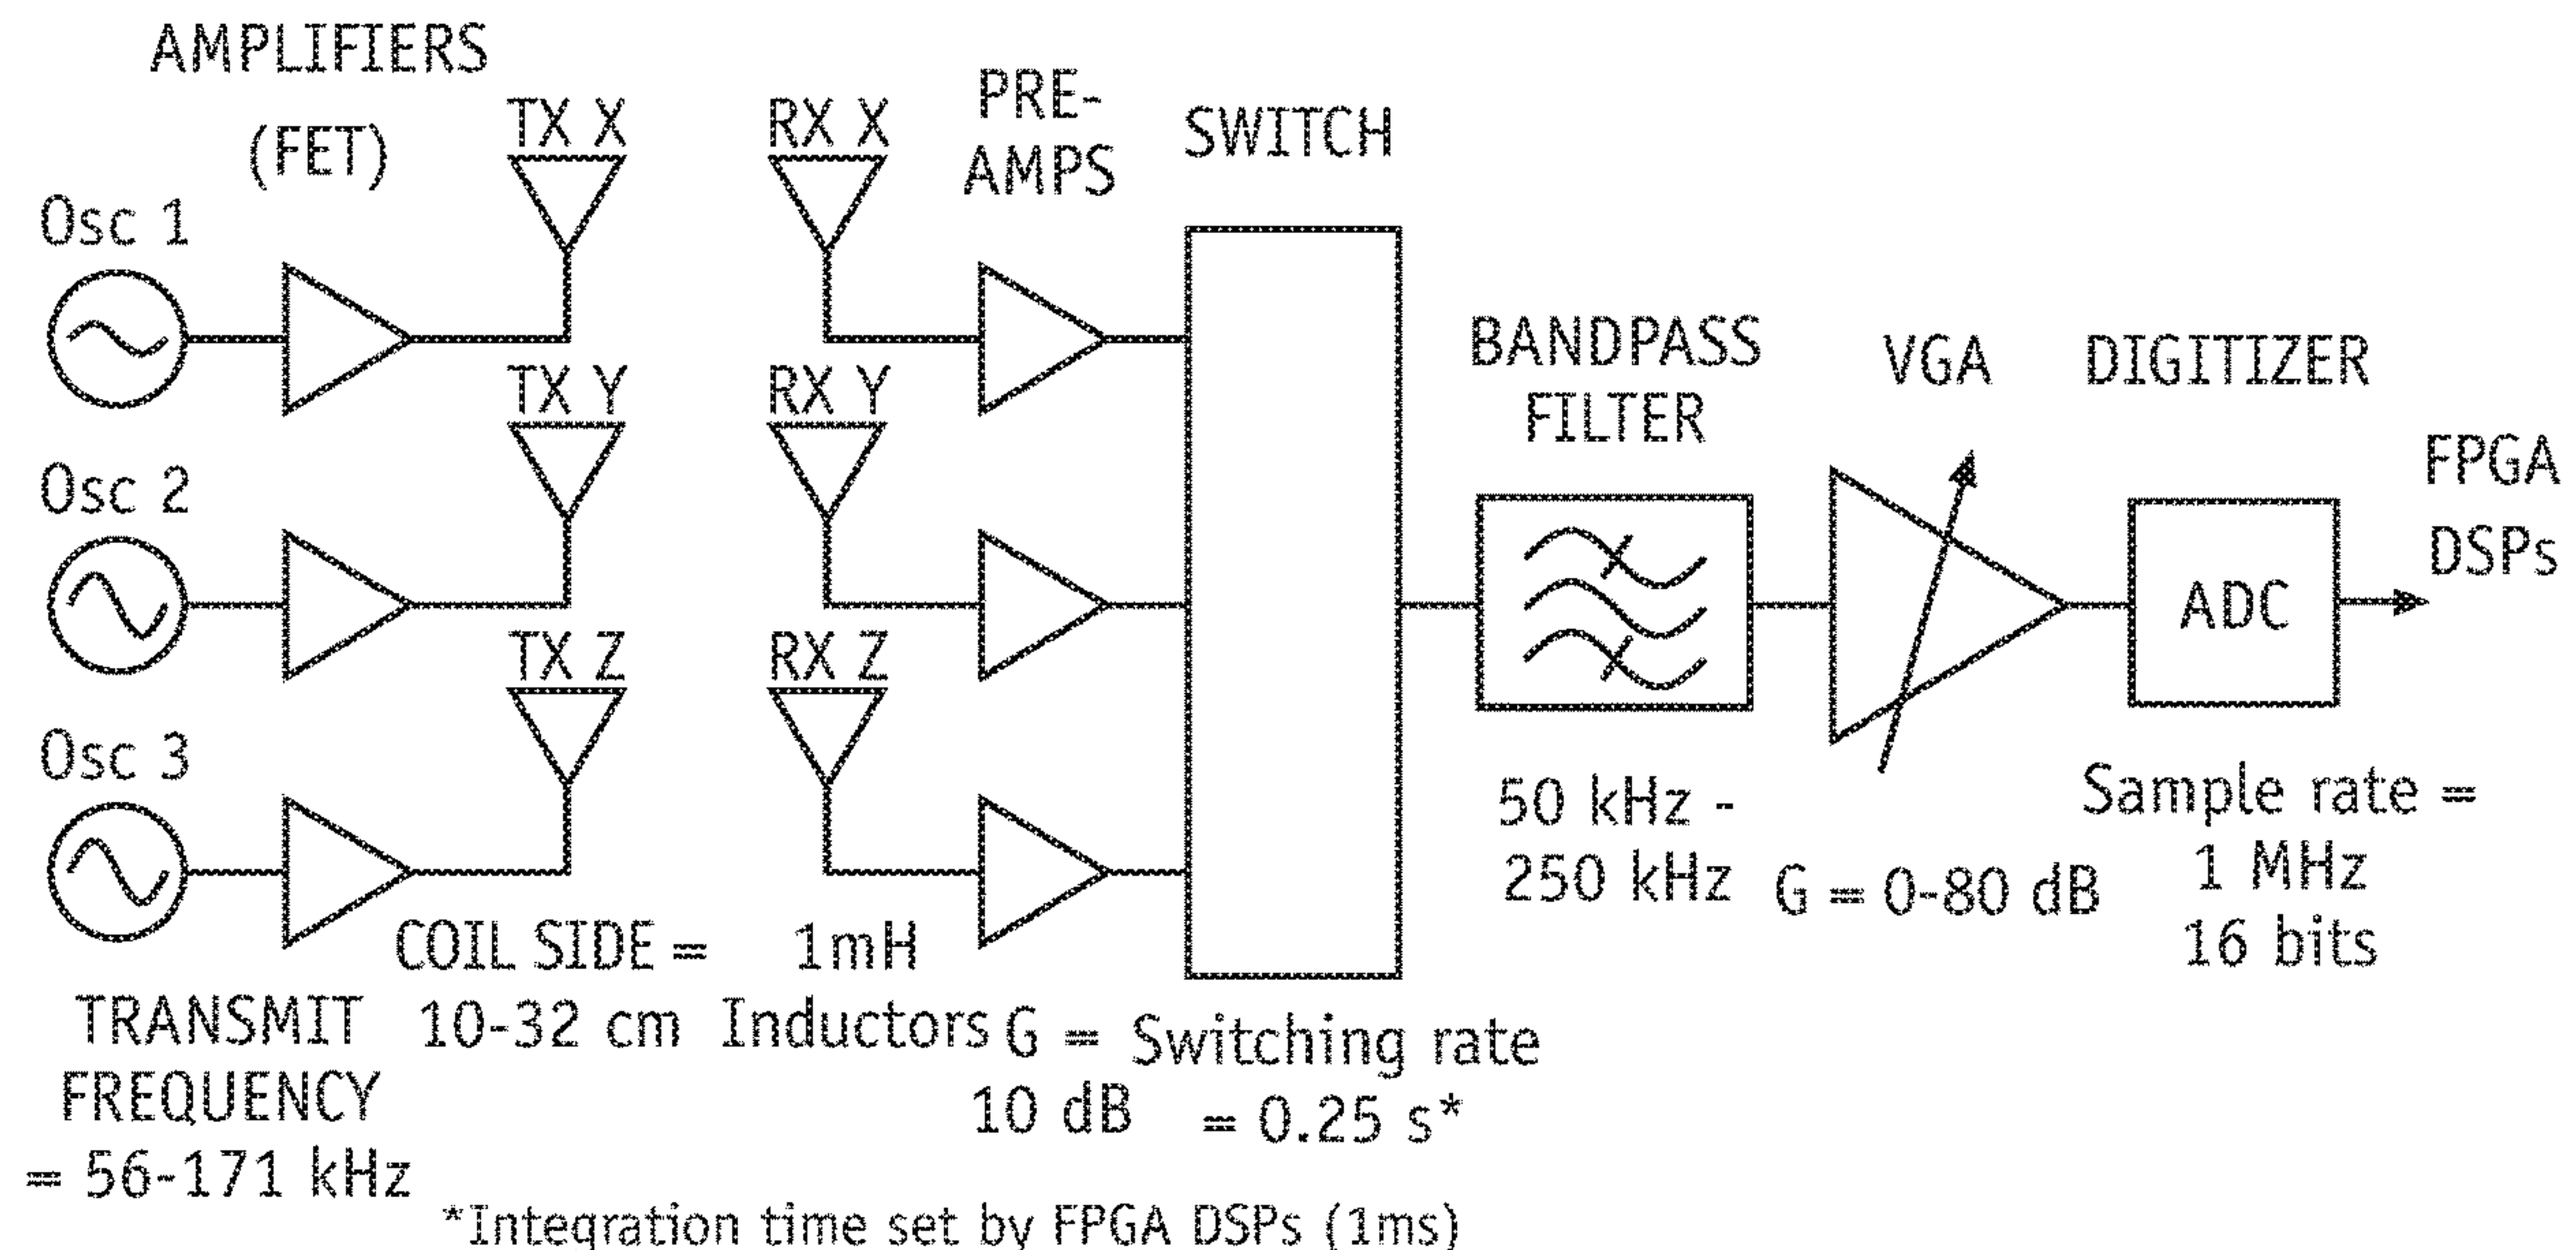 AMPLIFIERS
(FET)
TX X
RX X
PRE-
AMPS
SWITCH
Osc 1
TX Y
RX Y
BANDPASS
FILTER
VGA
DIGITIZER
FPGA
DSPs
Osc 2
ADC
TX Z
RX Z
Osc 3
50 kHz -
250 kHz
G = 0-80 dB
Sample rate =
1 MHz
16 bits
COIL SIDE =
10-32 cm
1mH
Inductors
G =
10 dB
Switching rate
= 0.25 s*
TRANSMIT
FREQUENCY
= 56-171 kHz
*Integration time set by FPGA DSPs (1ms)